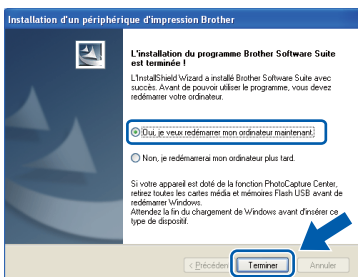 Installation d'un périphérique d'impression Brother
L'installation du programme Brother Software Suite
est terminée !
L'InstallShield Wizard a installé Brother Software Suite avec
succès. Avant de pouvoir utiliser le programme, vous devez
redémarrer votre ordinateur.
Oui, je veux redémarrer mon ordinateur maintenant.
Non, je redémarrerai mon ordinateur plus tard.
Si votre appareil est doté de la fonction PhotoCapture Center,
retirez toutes les cartes média et mémoires Flash USB avant de
redémarrer Windows.
Attendez la fin du chargement de Windows avant d'insérer ce
type de dispositif.
< Précéden
Terminer
Annuler